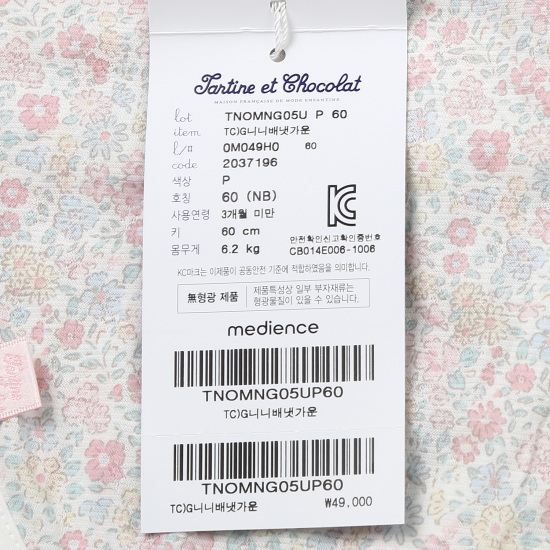 Tartine et Chocolat
MAISON FRANÇAISE DE MODE ENFANTINE
lot TNOMNG05U P 60
item TC)G니니배냇가운
l/# 0M049H0 60
code 2037196
색상 P
호칭 60 (NB)
사용연령 3개월 미만
키 60 cm
몸무게 6.2 kg
안전확인신고확인증번호
CB014E006-1006
KC마크는 이제품이 공통안전 기준에 적합하였음을 의미합니다.
無형광 제품
제품특성상 일부 부자재류는
형광물질이 있을 수 있습니다.
medience
TNOMNG05UP60
TC)G니니배냇가운
TNOMNG05UP60
TC)G니니배냇가운 ₩49,000